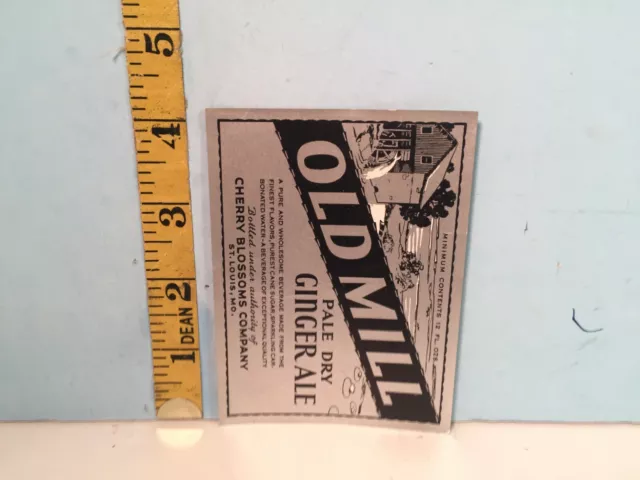 OLD MILL
PALE DRY
GINGER ALE
A PURE AND WHOLESOME BEVERAGE MADE FROM THE
FINEST FLAVORS, PUREST CANE SUGAR, SPARKLING CAR-
BONATED WATER-A BEVERAGE OF EXCEPTIONAL QUALITY
Bottled under authority of
CHERRY BLOSSOMS COMPANY
ST. LOUIS, MO.
MINIMUM CONTENTS 12 FL. OZS.
1 DEAN 2 3 4 5